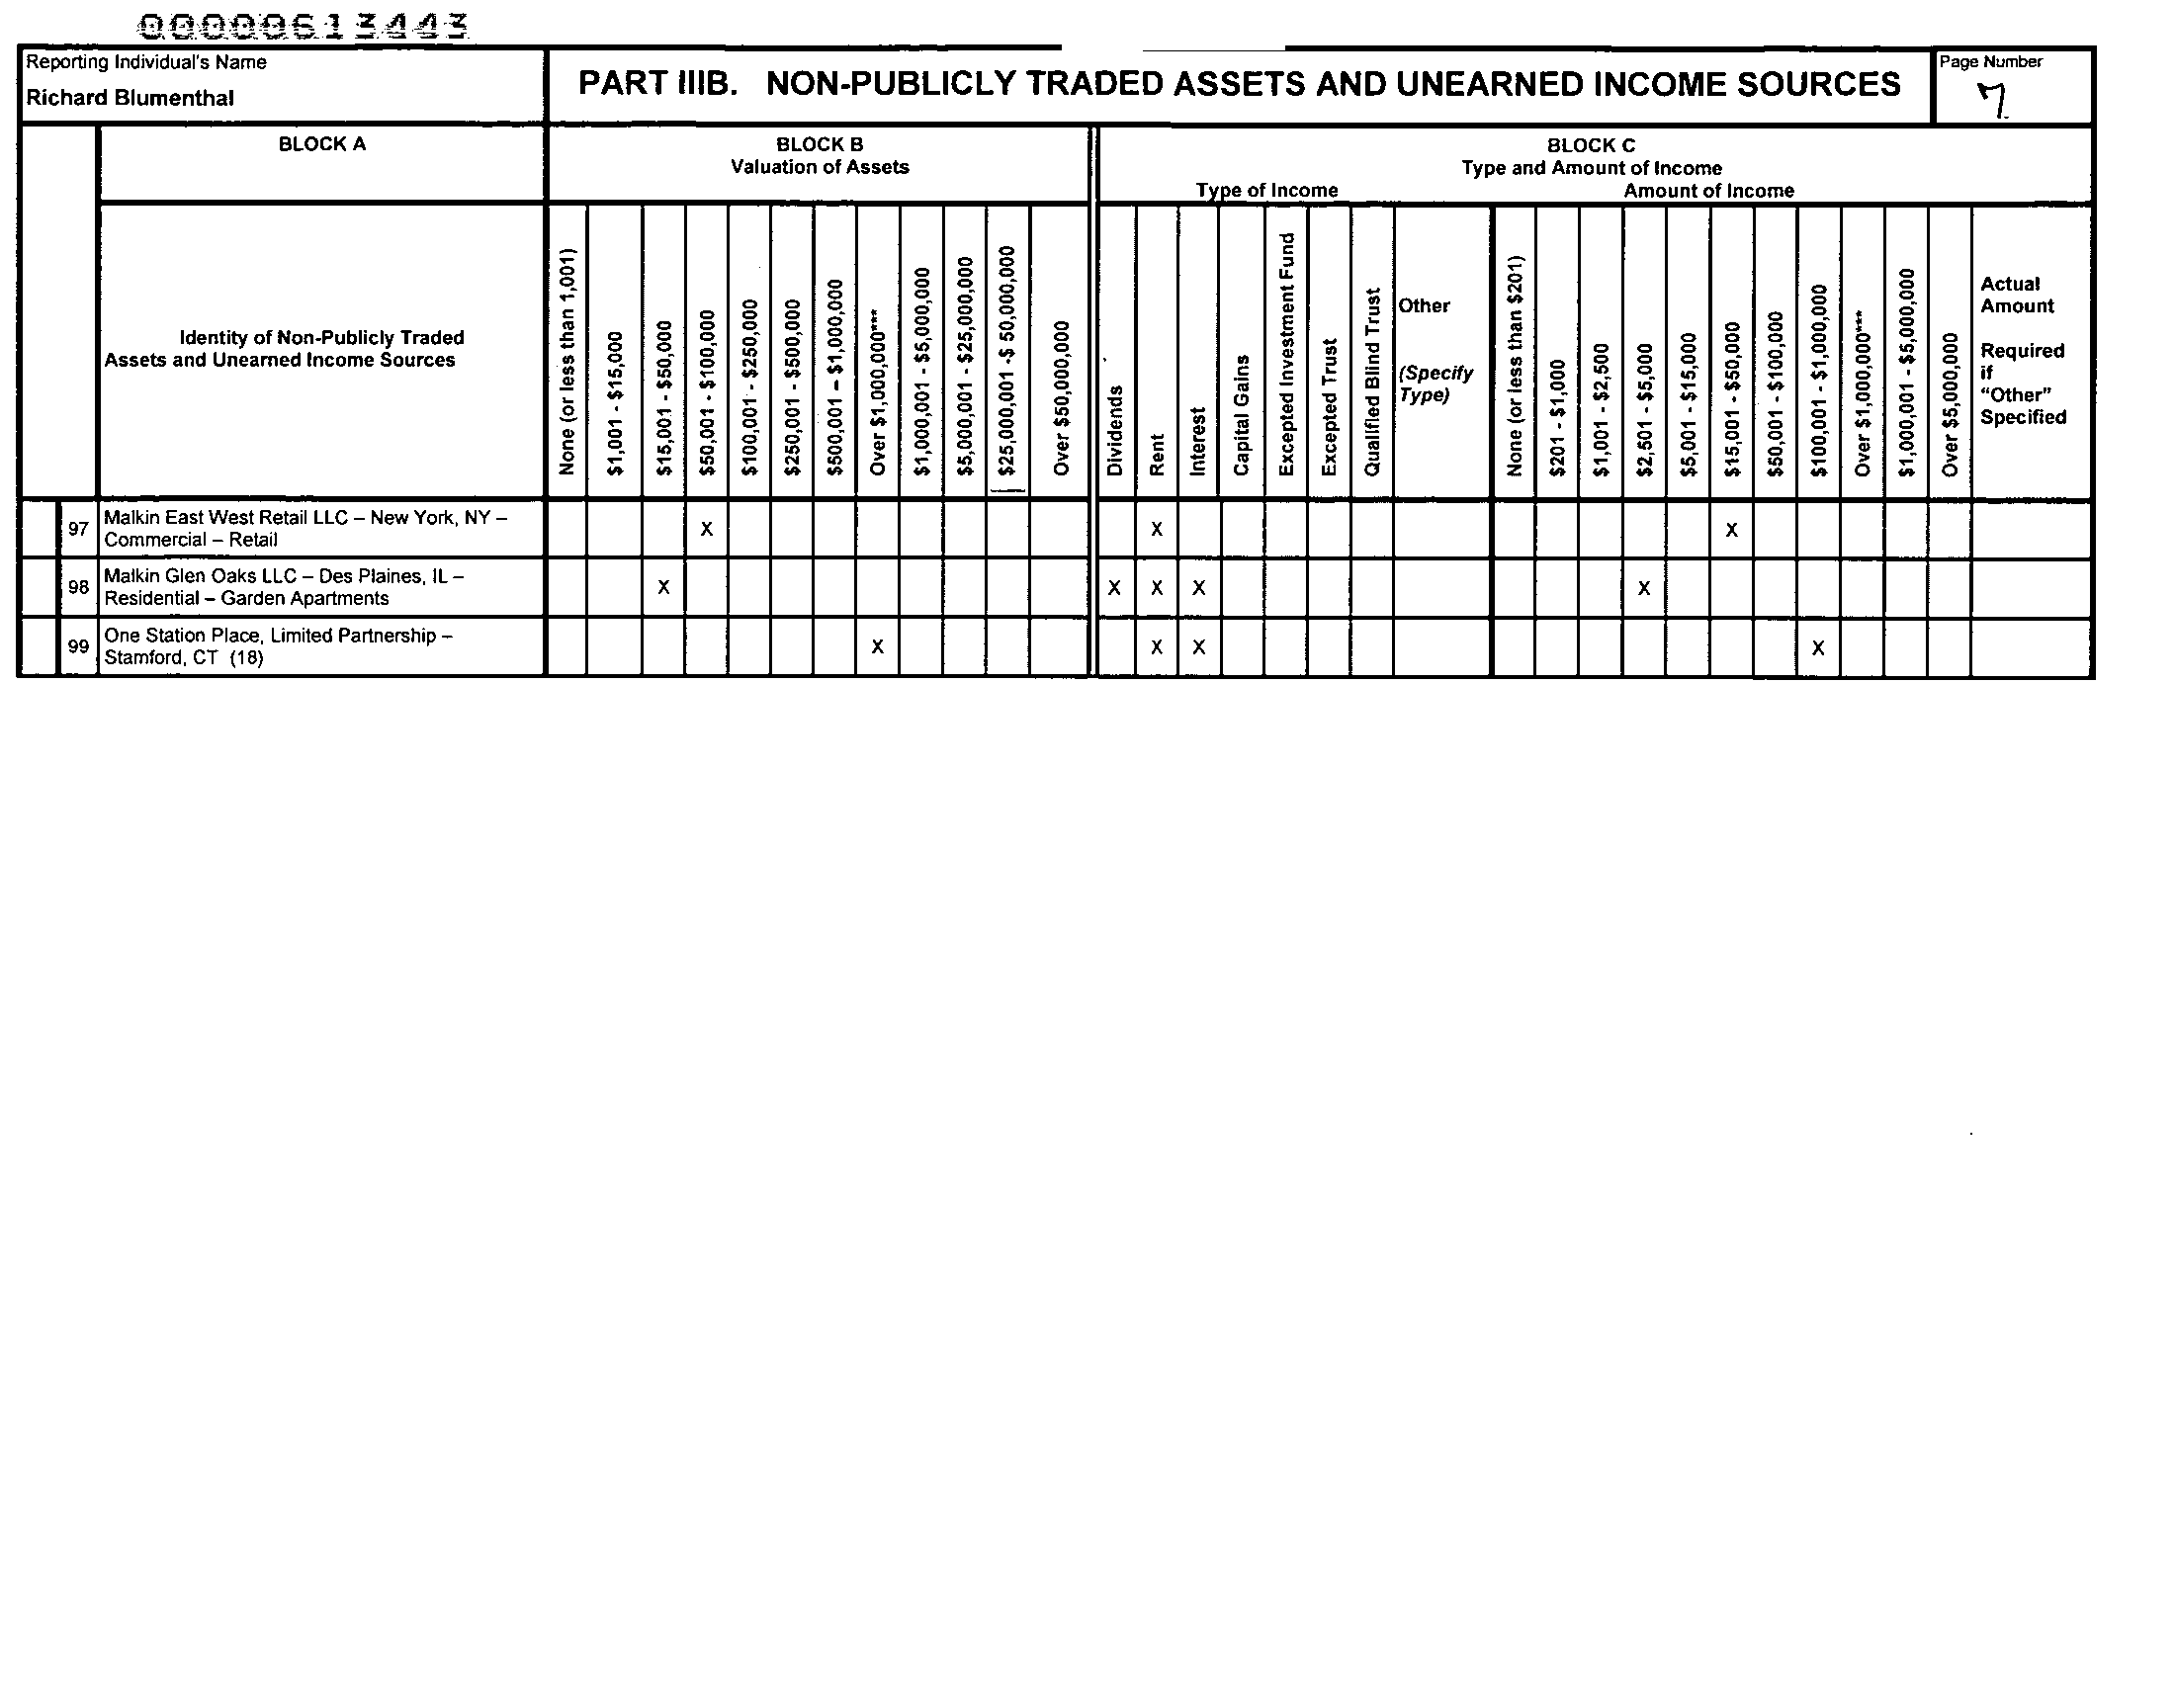 00000613443
Reporting Individual's Name
Richard Blumenthal
PART IIIB. NON-PUBLICLY TRADED ASSETS AND UNEARNED INCOME SOURCES
Page Number
7
BLOCK A
BLOCK B
Valuation of Assets
BLOCK C
Type and Amount of Income
Type of Income
Amount of Income
Identity of Non-Publicly Traded
Assets and Unearned Income Sources
None (or less than 1,001)
$1,001 - $15,000
$15,001 - $50,000
$50,001 - $100,000
$100,001 - $250,000
$250,001 - $500,000
$500,001 – $1,000,000
Over $1,000,000***
$1,000,001 - $5,000,000
$5,000,001 - $25,000,000
$25,000,001 -$ 50,000,000
Over $50,000,000
Dividends
Rent
Interest
Capital Gains
Excepted Investment Fund
Excepted Trust
Qualified Blind Trust
Other
(Specify
Type)
None (or less than $201)
$201 - $1,000
$1,001 - $2,500
$2,501 - $5,000
$5,001 - $15,000
$15,001 - $50,000
$50,001 - $100,000
$100,001 - $1,000,000
Over $1,000,000***
$1,000,001 - $5,000,000
Over $5,000,000
Actual
Amount
Required
if
"Other"
Specified
97 Malkin East West Retail LLC – New York, NY –
Commercial – Retail
X X X
98 Malkin Glen Oaks LLC – Des Plaines, IL –
Residential – Garden Apartments
X X X X X
99 One Station Place, Limited Partnership –
Stamford, CT (18)
X X X X